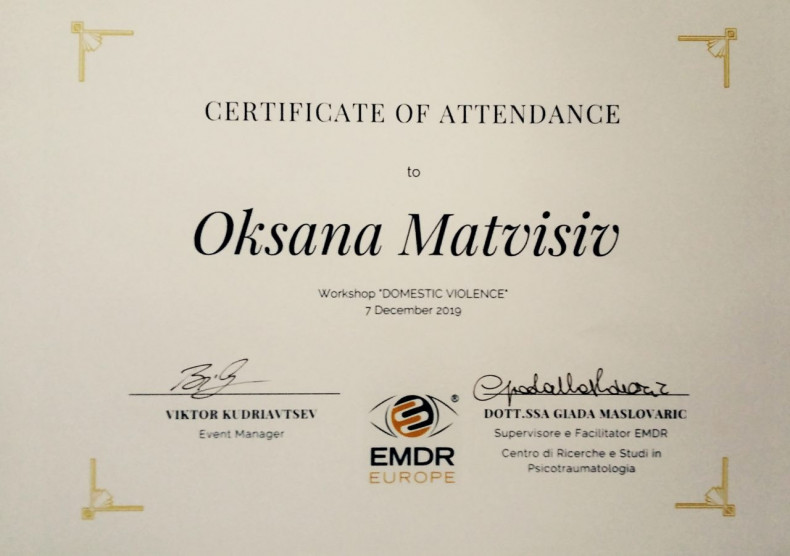 CERTIFICATE OF ATTENDANCE
to
Oksana Matvisiv
Workshop "DOMESTIC VIOLENCE"
7 December 2019
VIKTOR KUDRIAVTSEV
Event Manager
®
EMDR
EUROPE
DOTT.SSA GIADA MASLOVARIC
Supervisore e Facilitator EMDR
Centro di Ricerche e Studi in
Psicotraumatologia